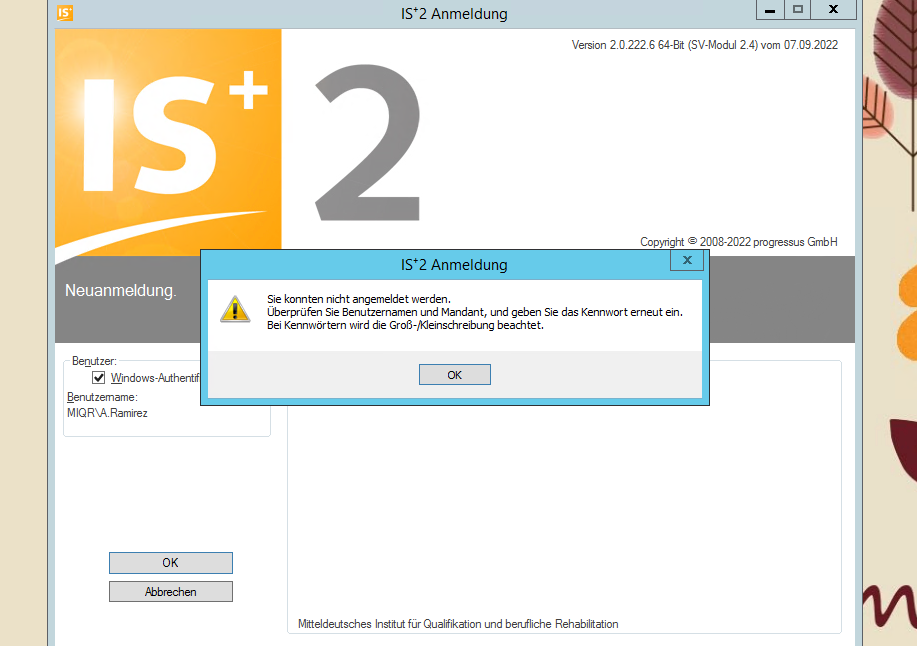 IS+2 Anmeldung
Version 2.0.222.6 64-Bit (SV-Modul 2.4) vom 07.09.2022
IS+ 2
Copyright © 2008-2022 progressus GmbH
IS+2 Anmeldung
Neuanmeldung.
Sie konnten nicht angemeldet werden.
Überprüfen Sie Benutzernamen und Mandant, und geben Sie das Kennwort erneut ein.
Bei Kennwörtern wird die Groß-/Kleinschreibung beachtet.
OK
Benutzer:
Windows-Authentif
Benutzername:
MIQR\A.Ramirez
OK
Abbrechen
Mitteldeutsches Institut für Qualifikation und berufliche Rehabilitation